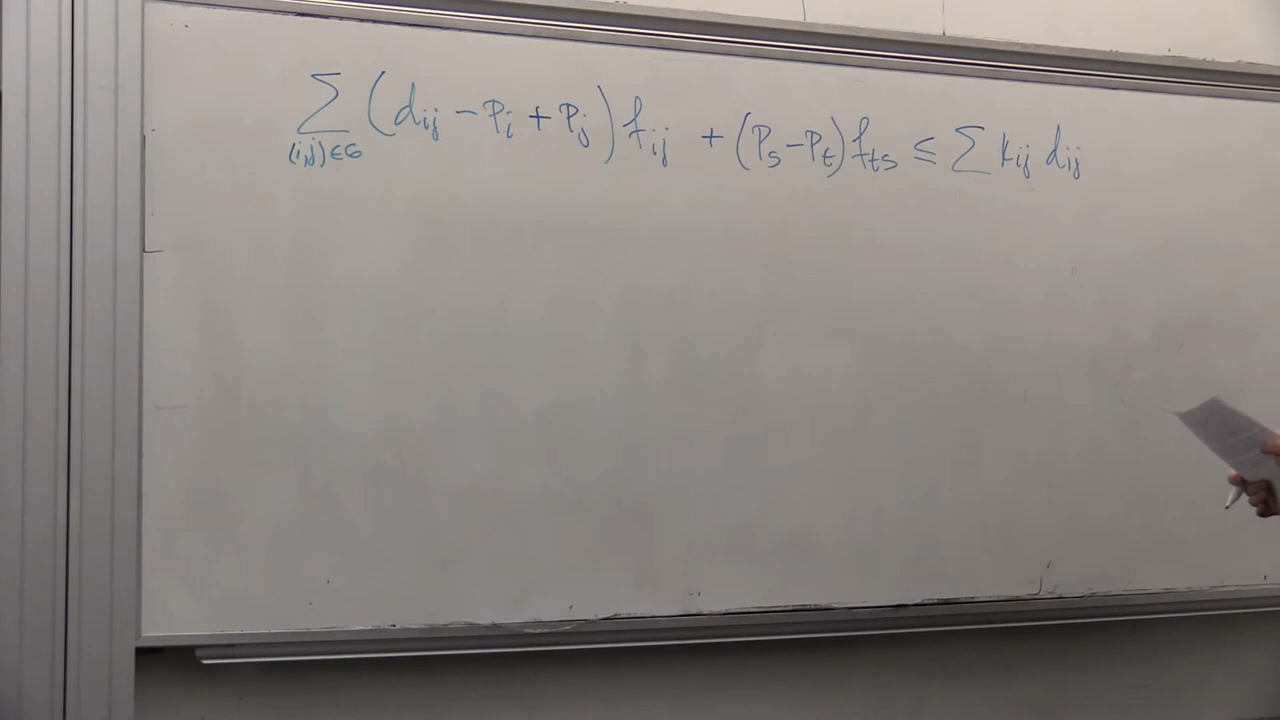 ∑ (d_ij − P_i + P_j) f_ij + (P_s − P_t) f_ts ≤ ∑ k_ij d_ij
(i,j)∈G